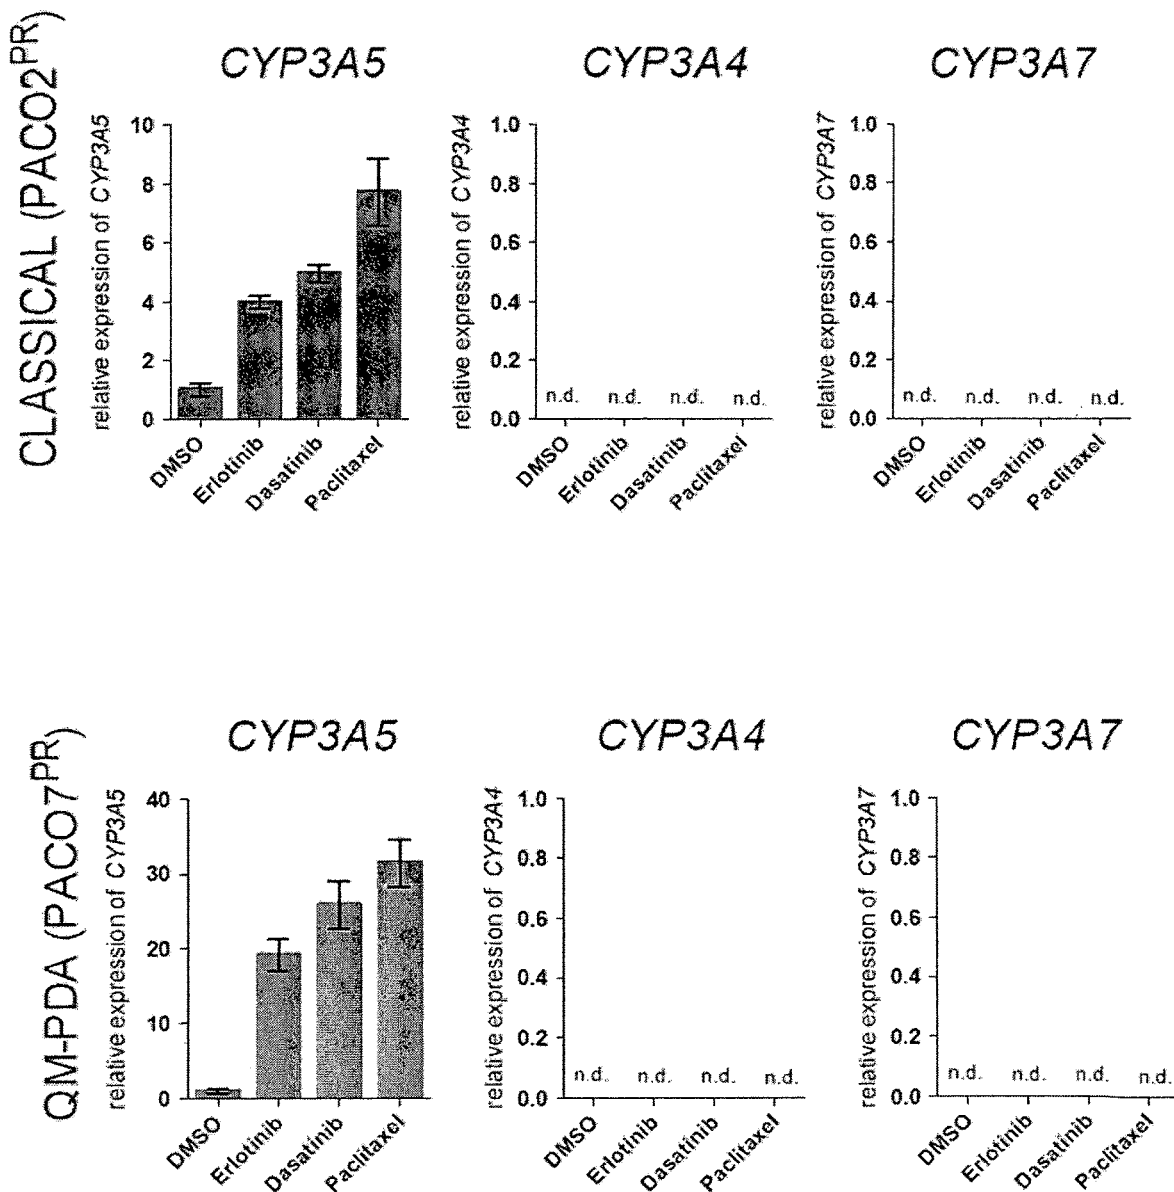 CLASSICAL (PACO2PR)
CYP3A5
relative expression of CYP3A5
10
8
6
4
2
0
DMSO
Erlotinib
Dasatinib
Paclitaxel
CYP3A4
relative expression of CYP3A4
1.0
0.8
0.6
0.4
0.2
0.0
n.d. n.d. n.d. n.d.
DMSO
Erlotinib
Dasatinib
Paclitaxel
CYP3A7
relative expression of CYP3A7
1.0
0.8
0.6
0.4
0.2
0.0
n.d. n.d. n.d. n.d.
DMSO
Erlotinib
Dasatinib
Paclitaxel
QM-PDA (PACO7PR)
CYP3A5
relative expression of CYP3A5
40
30
20
10
0
DMSO
Erlotinib
Dasatinib
Paclitaxel
CYP3A4
relative expression of CYP3A4
1.0
0.8
0.6
0.4
0.2
0.0
n.d. n.d. n.d. n.d.
DMSO
Erlotinib
Dasatinib
Paclitaxel
CYP3A7
relative expression of CYP3A7
1.0
0.8
0.6
0.4
0.2
0.0
n.d. n.d. n.d. n.d.
DMSO
Erlotinib
Dasatinib
Paclitaxel